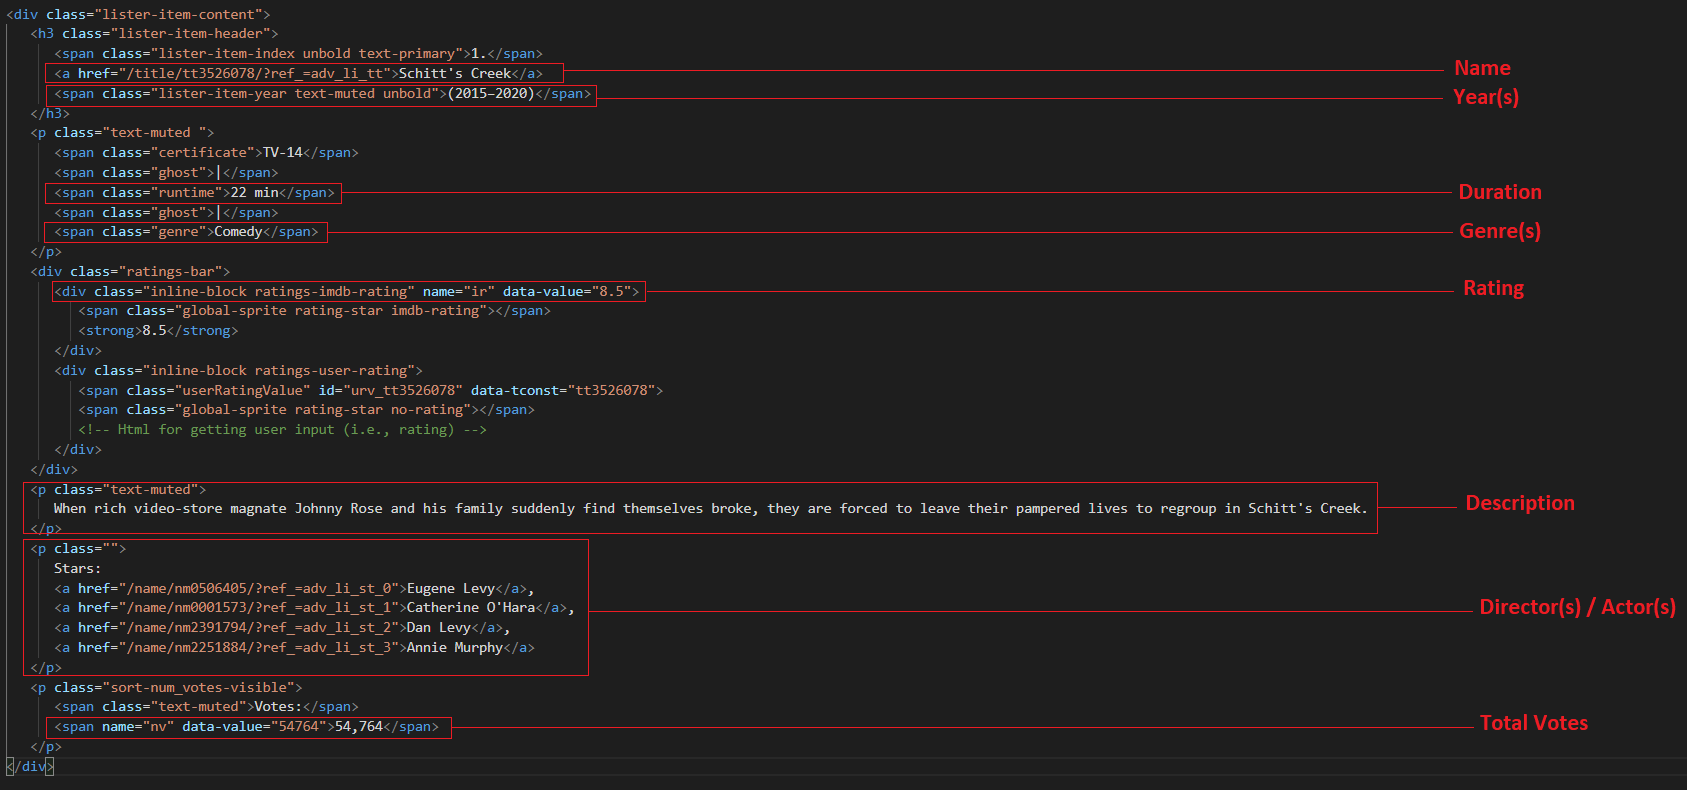 <div class="lister-item-content">
<h3 class="lister-item-header">
<span class="lister-item-index unbold text-primary">1.</span>
<a href="/title/tt3526078/?ref_=adv_li_tt">Schitt's Creek</a>
Name
<span class="lister-item-year text-muted unbold">(2015–2020)</span>
Year(s)
</h3>
<p class="text-muted ">
<span class="certificate">TV-14</span>
<span class="ghost">|</span>
<span class="runtime">22 min</span>
Duration
<span class="ghost">|</span>
<span class="genre">Comedy</span>
Genre(s)
</p>
<div class="ratings-bar">
<div class="inline-block ratings-imdb-rating" name="ir" data-value="8.5">
Rating
<span class="global-sprite rating-star imdb-rating"></span>
<strong>8.5</strong>
</div>
<div class="inline-block ratings-user-rating">
<span class="userRatingValue" id="urv_tt3526078" data-tconst="tt3526078">
<span class="global-sprite rating-star no-rating"></span>
<!-- Html for getting user input (i.e., rating) -->
</div>
</div>
<p class="text-muted">
When rich video-store magnate Johnny Rose and his family suddenly find themselves broke, they are forced to leave their pampered lives to regroup in Schitt's Creek.
Description
</p>
<p class="">
Stars:
<a href="/name/nm0506405/?ref_=adv_li_st_0">Eugene Levy</a>,
<a href="/name/nm0001573/?ref_=adv_li_st_1">Catherine O'Hara</a>,
Director(s) / Actor(s)
<a href="/name/nm2391794/?ref_=adv_li_st_2">Dan Levy</a>,
<a href="/name/nm2251884/?ref_=adv_li_st_3">Annie Murphy</a>
</p>
<p class="sort-num_votes-visible">
<span class="text-muted">Votes:</span>
<span name="nv" data-value="54764">54,764</span>
Total Votes
</p>
</div>